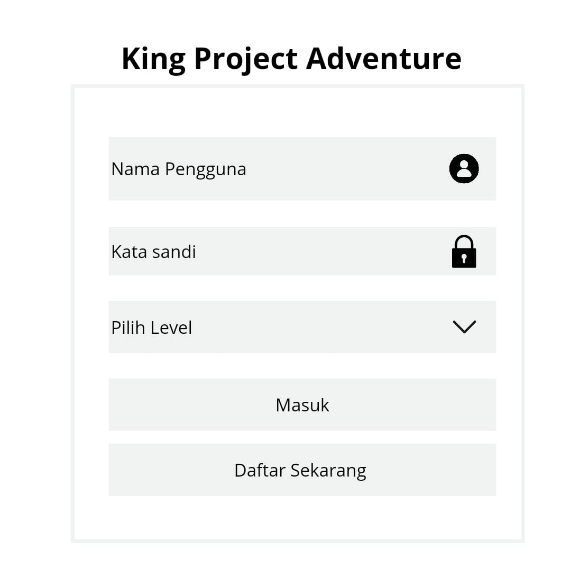 King Project Adventure
Nama Pengguna
Kata sandi
Pilih Level
Masuk
Daftar Sekarang